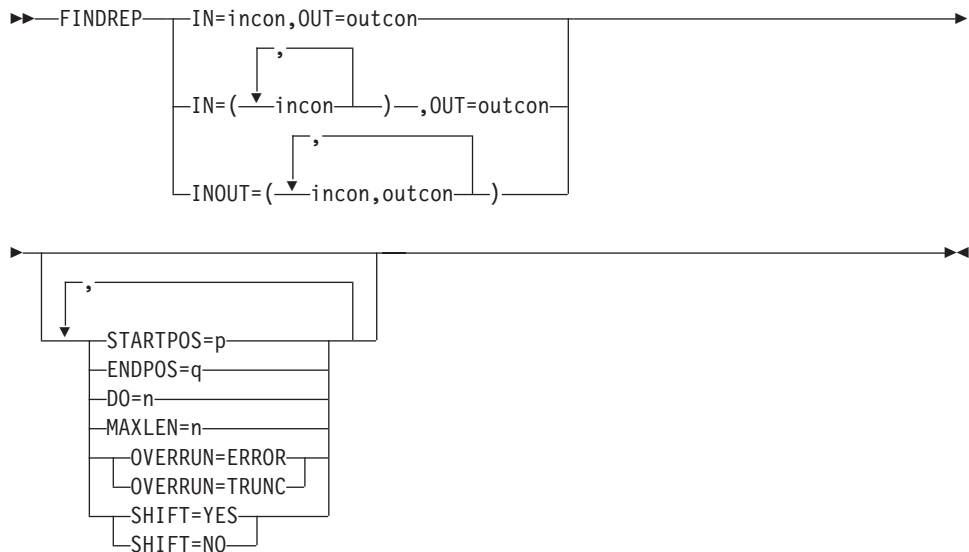 FINDREP IN=incon,OUT=outcon
,
IN=( incon ) ,OUT=outcon
,
INOUT=( incon,outcon )
,
STARTPOS=p
ENDPOS=q
DO=n
MAXLEN=n
OVERRUN=ERROR
OVERRUN=TRUNC
SHIFT=YES
SHIFT=NO